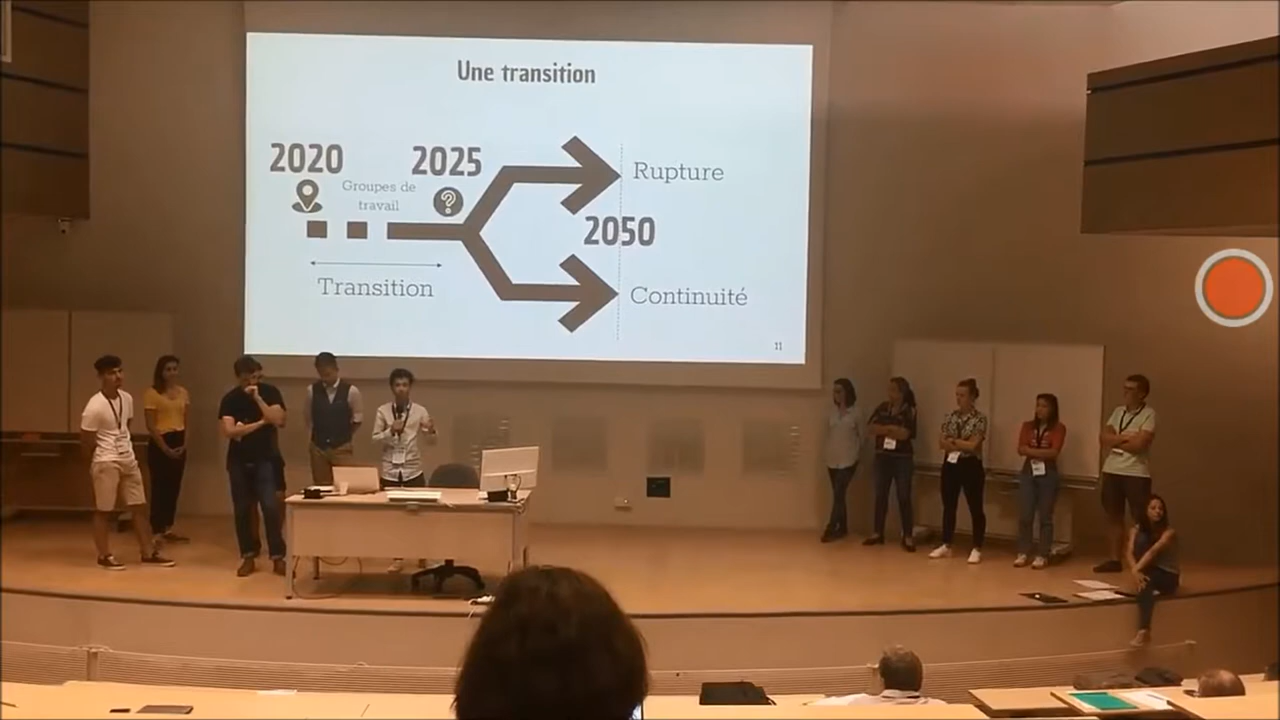 Une transition
2020
2025
Groupes de
travail
Rupture
2050
Transition
Continuité
11